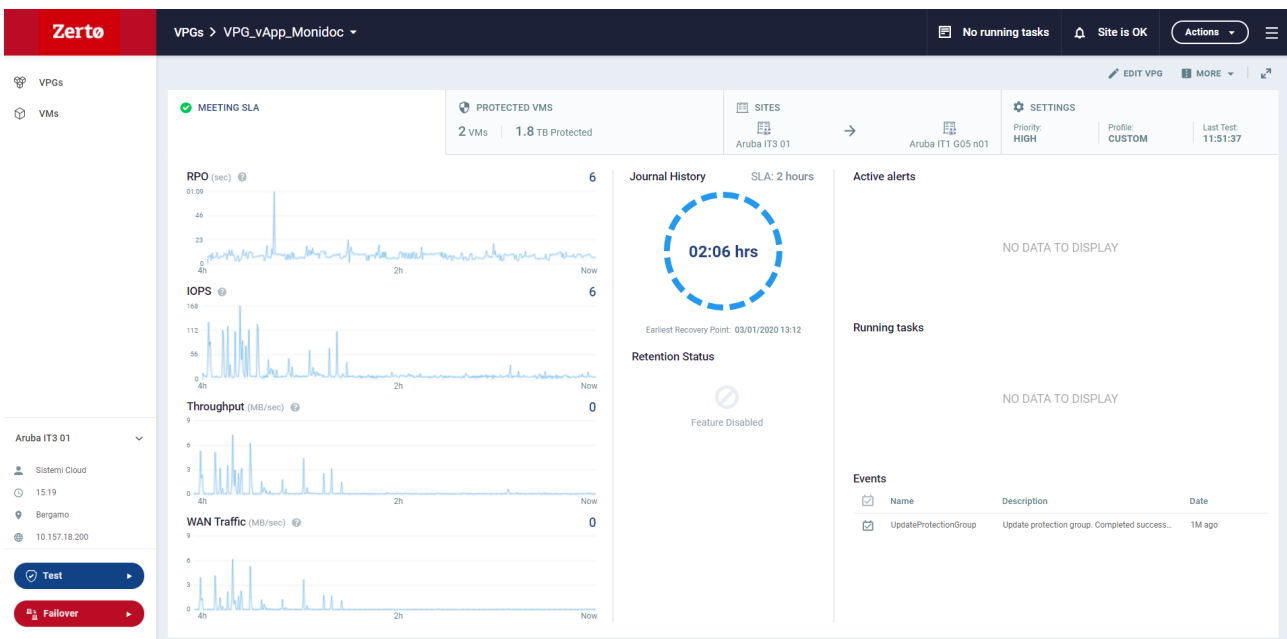 Zertø
VPGs > VPG_vApp_Monidoc
No running tasks
Site is OK
Actions
VPGs
VMs
EDIT VPG
MORE
MEETING SLA
PROTECTED VMS
2 VMs 1.8 TB Protected
SITES
Aruba IT3 01
Aruba IT1 G05 n01
SETTINGS
Priority: Profile: Last Test:
HIGH CUSTOM 11:51:37
RPO (sec) 6
01:09
46
23
0
4h 2h Now
IOPS 6
168
112
56
0
4h 2h Now
Throughput (MB/sec) 0
9
6
3
0
4h 2h Now
WAN Traffic (MB/sec) 0
9
6
3
0
4h 2h Now
Journal History SLA: 2 hours
02:06 hrs
Earliest Recovery Point: 03/01/2020 13:12
Retention Status
Feature Disabled
Active alerts
NO DATA TO DISPLAY
Running tasks
NO DATA TO DISPLAY
Events
Name Description Date
UpdateProtectionGroup Update protection group. Completed success... 1M ago
Aruba IT3 01
Sistemi Cloud
15:19
Bergamo
10.157.18.200
Test
Failover